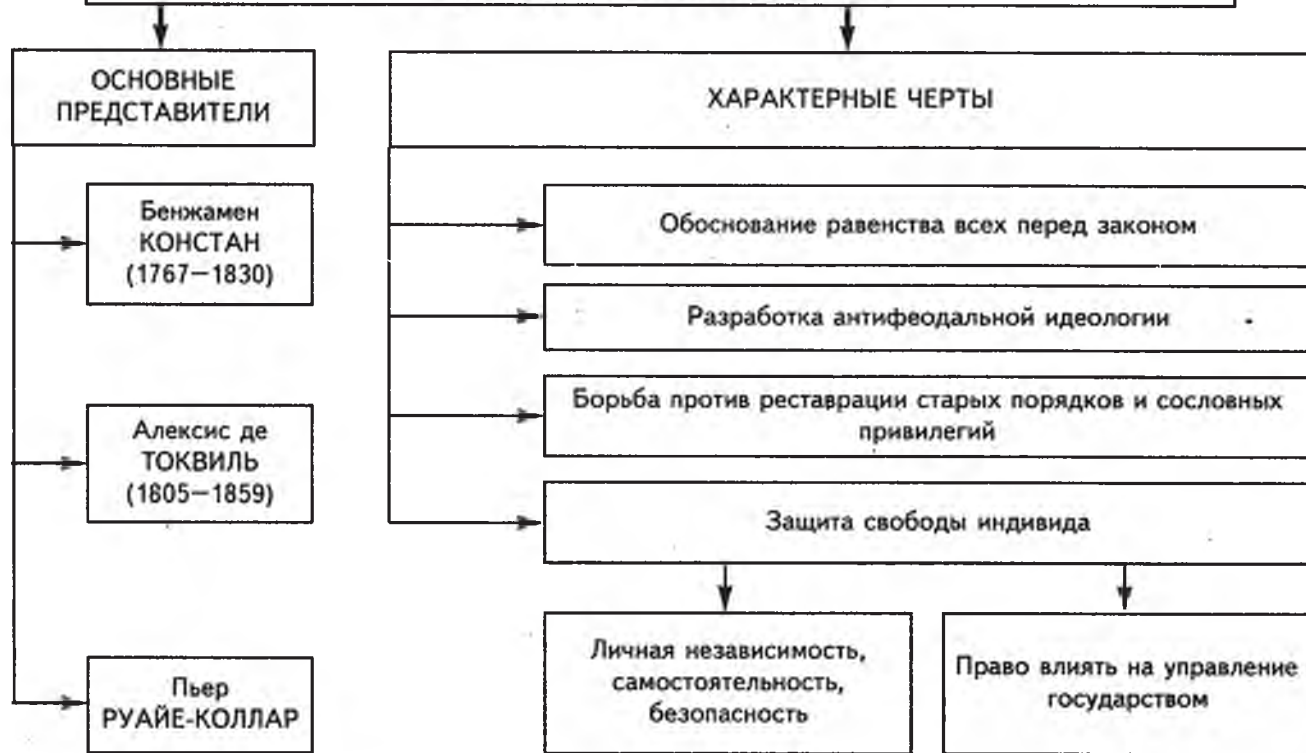 ОСНОВНЫЕ
ПРЕДСТАВИТЕЛИ
Бенжамен
КОНСТАН
(1767—1830)
Алексис де
ТОКВИЛЬ
(1805—1859)
Пьер
РУАЙЕ-КОЛЛАР
ХАРАКТЕРНЫЕ ЧЕРТЫ
Обоснование равенства всех перед законом
Разработка антифеодальной идеологии
Борьба против реставрации старых порядков и сословных
привилегий
Защита свободы индивида
Личная независимость,
самостоятельность,
безопасность
Право влиять на управление
государством